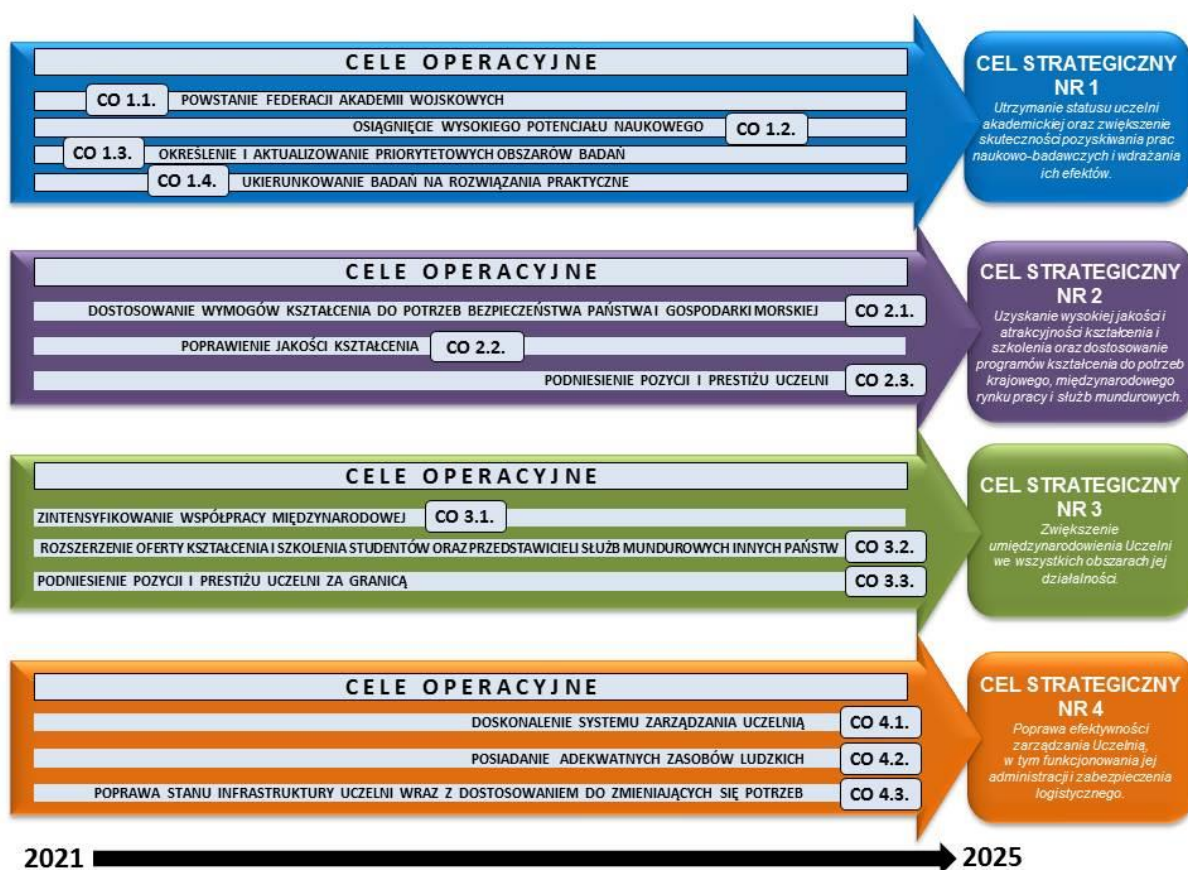 CELE OPERACYJNE
CO 1.1. POWSTANIE FEDERACJI AKADEMII WOJSKOWYCH
OSIĄGNIĘCIE WYSOKIEGO POTENCJAŁU NAUKOWEGO CO 1.2.
CO 1.3. OKREŚLENIE I AKTUALIZOWANIE PRIORYTETOWYCH OBSZARÓW BADAŃ
CO 1.4. UKIERUNKOWANIE BADAŃ NA ROZWIĄZANIA PRAKTYCZNE
CEL STRATEGICZNY
NR 1
Utrzymanie statusu uczelni
akademickiej oraz zwiększenie
skuteczności pozyskiwania prac
naukowo-badawczych i wdrażania
ich efektów.
CELE OPERACYJNE
DOSTOSOWANIE WYMOGÓW KSZTAŁCENIA DO POTRZEB BEZPIECZEŃSTWA PAŃSTWA I GOSPODARKI MORSKIEJ CO 2.1.
POPRAWIENIE JAKOŚCI KSZTAŁCENIA CO 2.2.
PODNIESIENIE POZYCJI I PRESTIŻU UCZELNI CO 2.3.
CEL STRATEGICZNY
NR 2
Uzyskanie wysokiej jakości i
atrakcyjności kształcenia i
szkolenia oraz dostosowanie
programów kształcenia do potrzeb
krajowego, międzynarodowego
rynku pracy i służb mundurowych.
CELE OPERACYJNE
ZINTENSYFIKOWANIE WSPÓŁPRACY MIĘDZYNARODOWEJ CO 3.1.
ROZSZERZENIE OFERTY KSZTAŁCENIA I SZKOLENIA STUDENTÓW ORAZ PRZEDSTAWICIELI SŁUŻB MUNDUROWYCH INNYCH PAŃSTW CO 3.2.
PODNIESIENIE POZYCJI I PRESTIŻU UCZELNI ZA GRANICĄ CO 3.3.
CEL STRATEGICZNY
NR 3
Zwiększenie
umiędzynarodowienia Uczelni
we wszystkich obszarach jej
działalności.
CELE OPERACYJNE
DOSKONALENIE SYSTEMU ZARZĄDZANIA UCZELNIĄ CO 4.1.
POSIADANIE ADEKWATNYCH ZASOBÓW LUDZKICH CO 4.2.
POPRAWA STANU INFRASTRUKTURY UCZELNI WRAZ Z DOSTOSOWANIEM DO ZMIENIAJĄCYCH SIĘ POTRZEB CO 4.3.
CEL STRATEGICZNY
NR 4
Poprawa efektywności
zarządzania Uczelnią,
w tym funkcjonowania jej
administracji i zabezpieczenia
logistycznego.
2021 2025